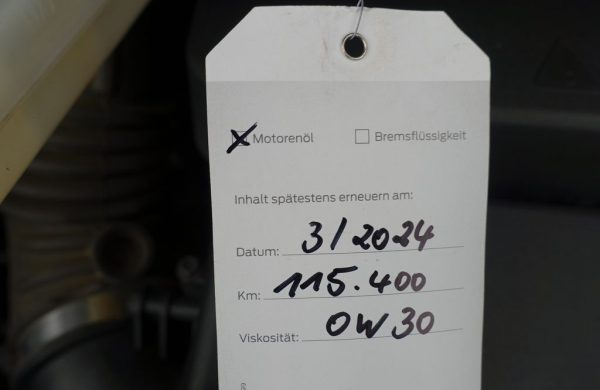 Motorenöl Bremsflüssigkeit
Inhalt spätestens erneuern am:
Datum: 3/2024
Km: 115.400
Viskosität: 0W30